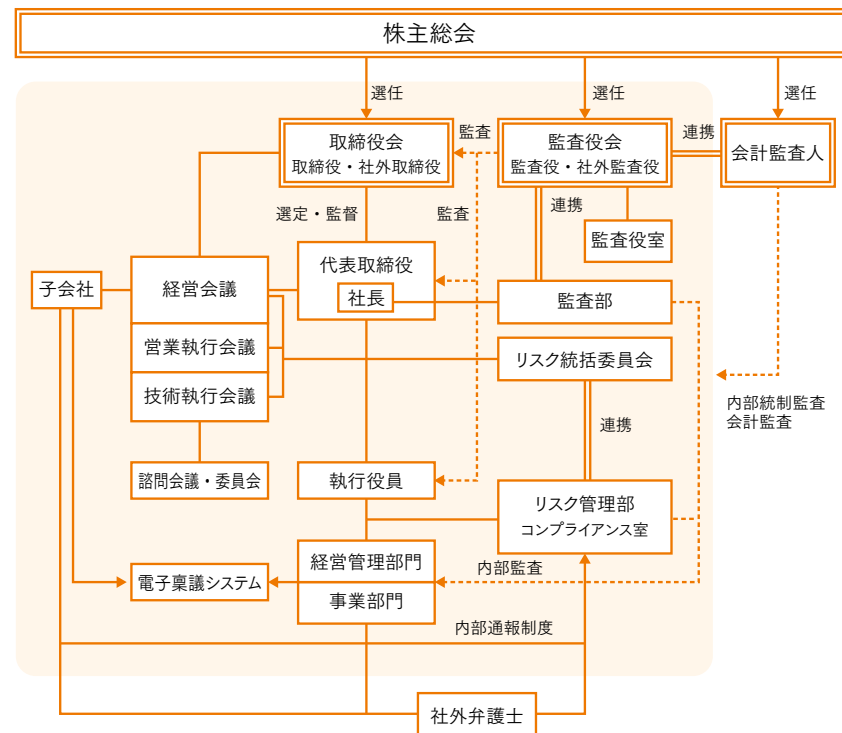 株主総会
選任
選任
選任
取締役会
取締役・社外取締役
監査
監査役会
監査役・社外監査役
連携
会計監査人
選定・監督
監査
連携
監査役室
代表取締役
社長
子会社
経営会議
監査部
営業執行会議
リスク統括委員会
技術執行会議
内部統制監査
会計監査
連携
諮問会議・委員会
執行役員
リスク管理部
コンプライアンス室
経営管理部門
内部監査
電子稟議システム
事業部門
内部通報制度
社外弁護士